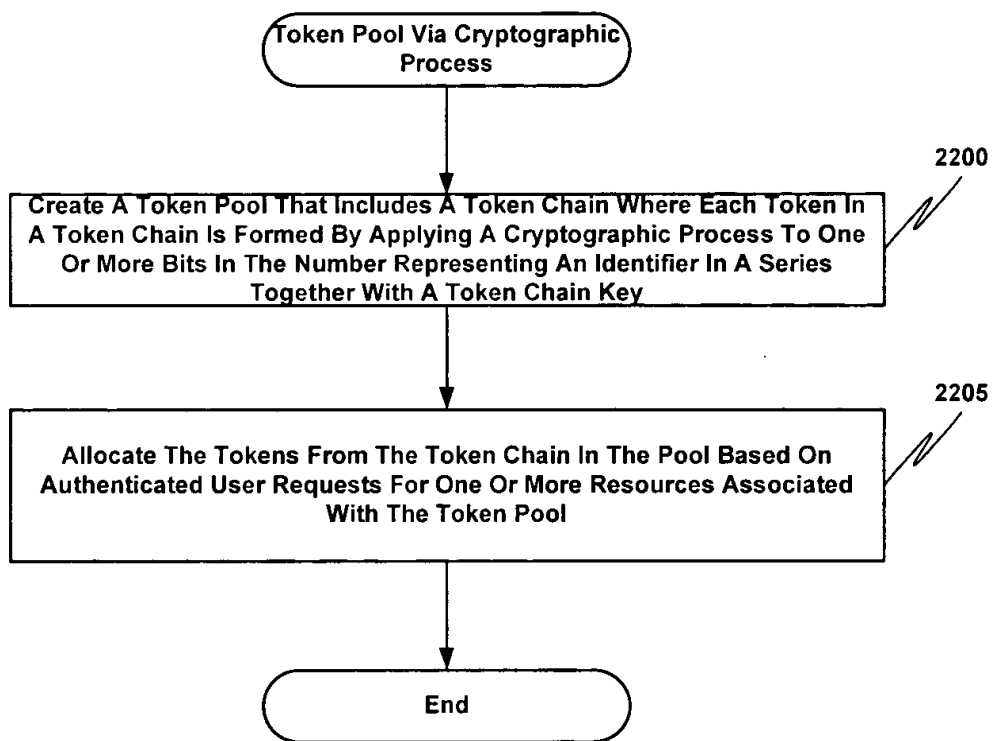 Token Pool Via Cryptographic
Process
2200
Create A Token Pool That Includes A Token Chain Where Each Token In
A Token Chain Is Formed By Applying A Cryptographic Process To One
Or More Bits In The Number Representing An Identifier In A Series
Together With A Token Chain Key
2205
Allocate The Tokens From The Token Chain In The Pool Based On
Authenticated User Requests For One Or More Resources Associated
With The Token Pool
End